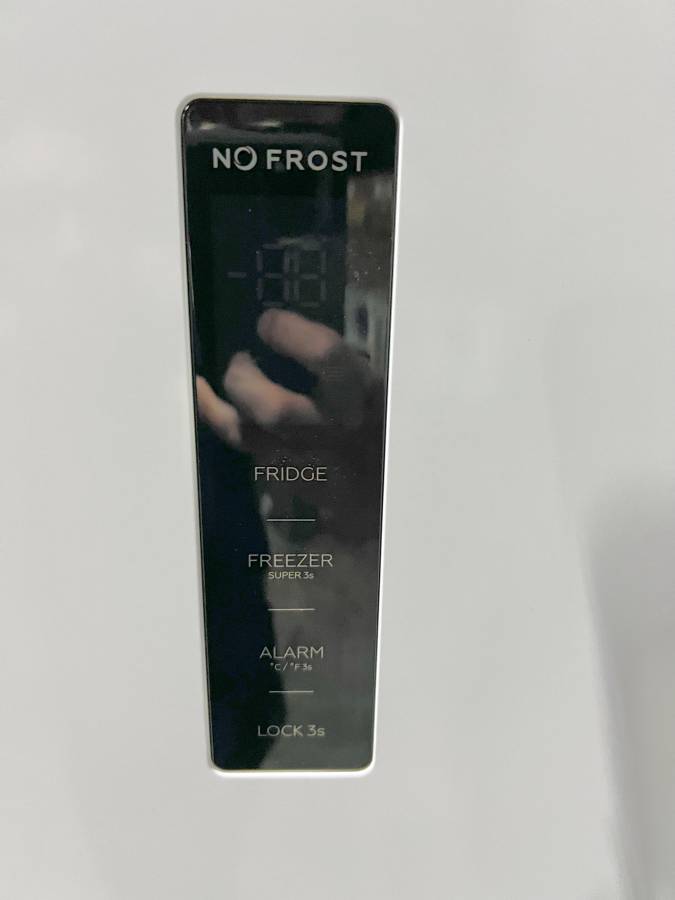 NO FROST
FRIDGE
FREEZER
SUPER 3s
ALARM
°C/°F 3s
LOCK 3s